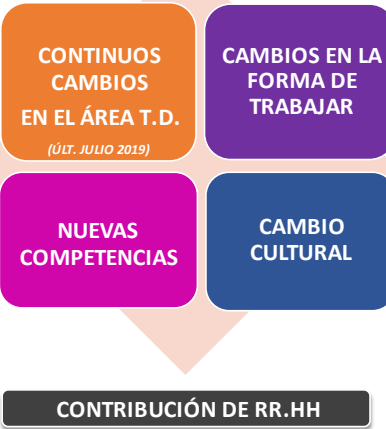 CONTINUOS
CAMBIOS
EN EL ÁREA T.D.
(ÚLT. JULIO 2019)
CAMBIOS EN LA
FORMA DE
TRABAJAR
NUEVAS
COMPETENCIAS
CAMBIO
CULTURAL
CONTRIBUCIÓN DE RR.HH